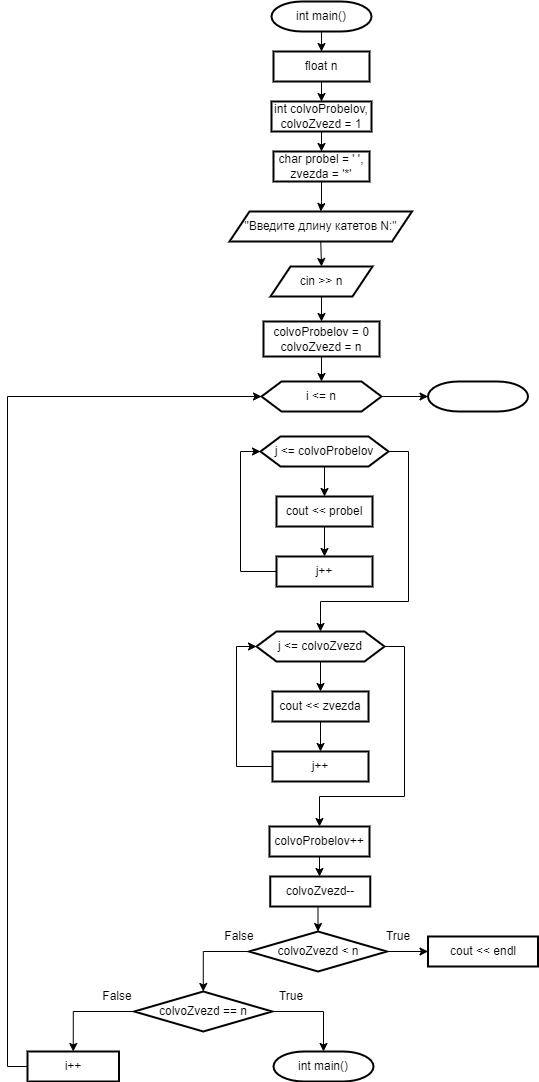 int main()
float n
int colvoProbelov,
colvoZvezd = 1
char probel = ' ',
zvezda = '*'
"Введите длину катетов N:"
cin >> n
colvoProbelov = 0
colvoZvezd = n
i <= n
j <= colvoProbelov
cout << probel
j++
j <= colvoZvezd
cout << zvezda
j++
colvoProbelov++
colvoZvezd--
False
True
colvoZvezd < n
cout << endl
False
True
colvoZvezd == n
i++
int main()